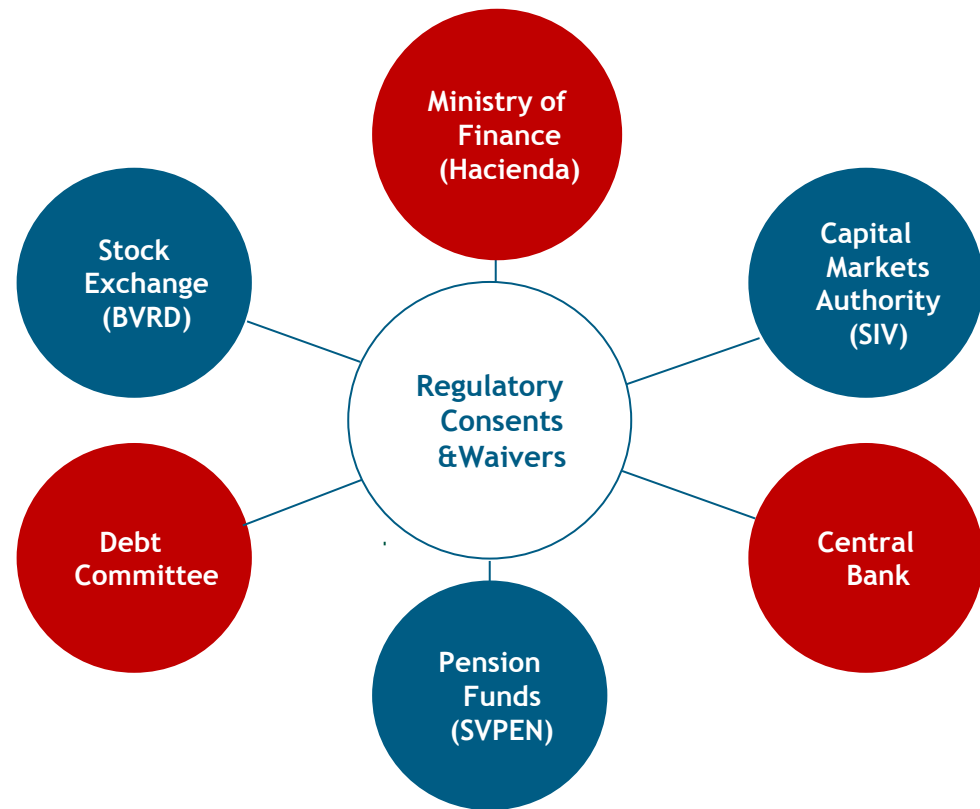 Ministry of
Finance
(Hacienda)
Stock
Exchange
(BVRD)
Capital
Markets
Authority
(SIV)
Regulatory
Consents
&Waivers
Debt
Committee
Central
Bank
Pension
Funds
(SVPEN)